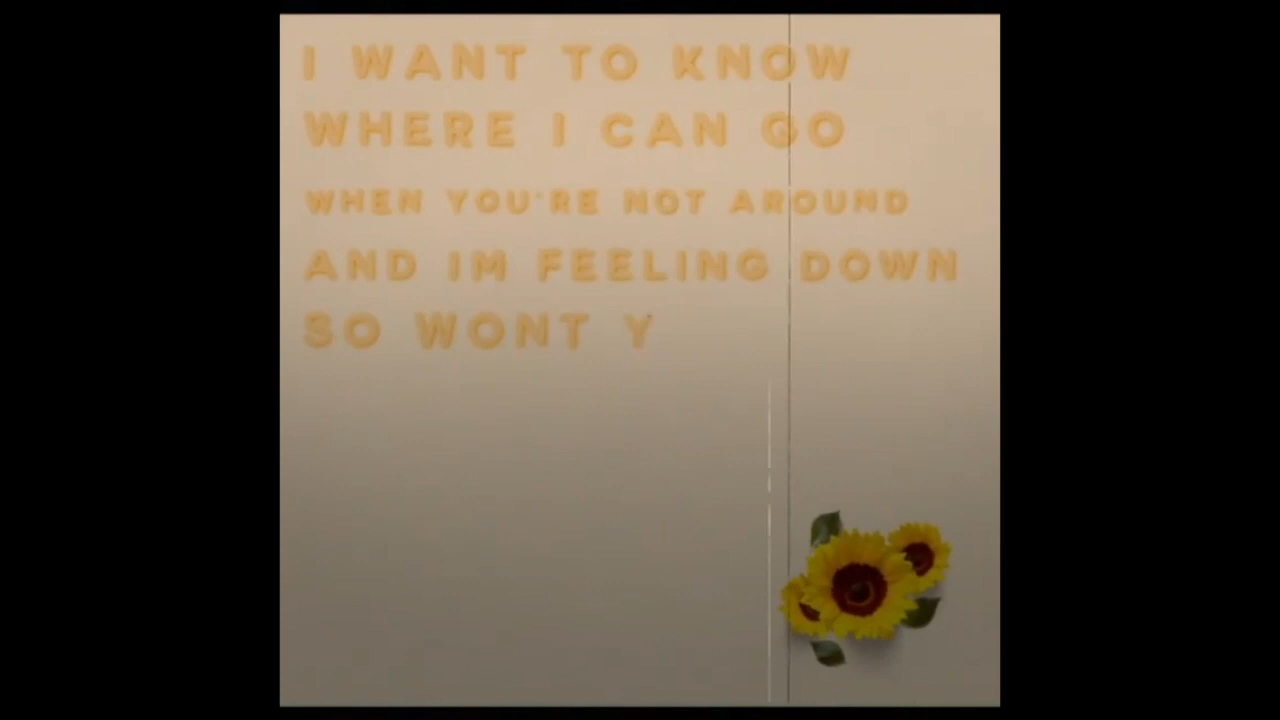 I WANT TO KNOW
WHERE I CAN GO
WHEN YOU'RE NOT AROUND
AND IM FEELING DOWN
SO WONT Y